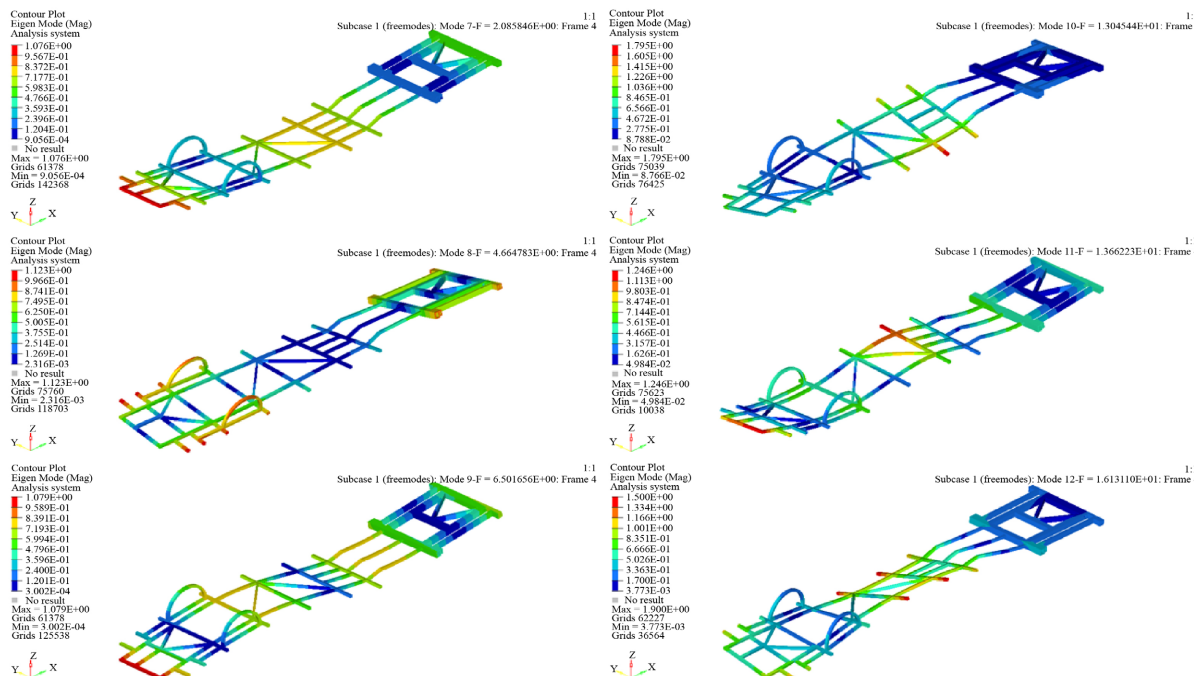 Contour Plot
Eigen Mode (Mag)
Analysis system
1:1
Subcase 1 (freemodes): Mode 7-F = 2.085846E+00: Frame 4
1.076E+00
9.567E-01
8.372E-01
7.177E-01
5.983E-01
4.766E-01
3.593E-01
2.396E-01
1.204E-01
9.056E-04
No result
Max = 1.076E+00
Grids 61378
Min = 9.056E-04
Grids 142368
Z
Y
X
Contour Plot
Eigen Mode (Mag)
Analysis system
1:
Subcase 1 (freemodes): Mode 10-F = 1.304544E+01: Frame
1.795E+00
1.605E+00
1.415E+00
1.226E+00
1.036E+00
8.465E-01
6.566E-01
4.672E-01
2.775E-01
8.788E-02
No result
Max = 1.795E+00
Grids 75039
Min = 8.766E-02
Grids 76425
Z
Y
X
Contour Plot
Eigen Mode (Mag)
Analysis system
1:1
Subcase 1 (freemodes): Mode 8-F = 4.664783E+00: Frame 4
1.123E+00
9.966E-01
8.741E-01
7.495E-01
6.250E-01
5.005E-01
3.755E-01
2.514E-01
1.269E-01
2.316E-03
No result
Max = 1.123E+00
Grids 75760
Min = 2.316E-03
Grids 118703
Z
Y
X
Contour Plot
Eigen Mode (Mag)
Analysis system
1:
Subcase 1 (freemodes): Mode 11-F = 1.366223E+01: Frame
1.246E+00
1.113E+00
9.803E-01
8.474E-01
7.144E-01
5.615E-01
4.466E-01
3.157E-01
1.626E-01
4.984E-02
No result
Max = 1.246E+00
Grids 75623
Min = 4.984E-02
Grids 10038
Z
Y
X
Contour Plot
Eigen Mode (Mag)
Analysis system
1:1
Subcase 1 (freemodes): Mode 9-F = 6.501656E+00: Frame 4
1.079E+00
9.589E-01
8.391E-01
7.193E-01
5.994E-01
4.796E-01
3.596E-01
2.400E-01
1.201E-01
3.002E-04
No result
Max = 1.079E+00
Grids 61378
Min = 3.002E-04
Grids 125538
Z
Y
X
Contour Plot
Eigen Mode (Mag)
Analysis system
1:
Subcase 1 (freemodes): Mode 12-F = 1.613110E+01: Frame
1.500E+00
1.334E+00
1.166E+00
1.001E+00
8.351E-01
6.666E-01
5.026E-01
3.363E-01
1.700E-01
3.773E-03
No result
Max = 1.900E+00
Grids 62227
Min = 3.773E-03
Grids 36564
Z
Y
X